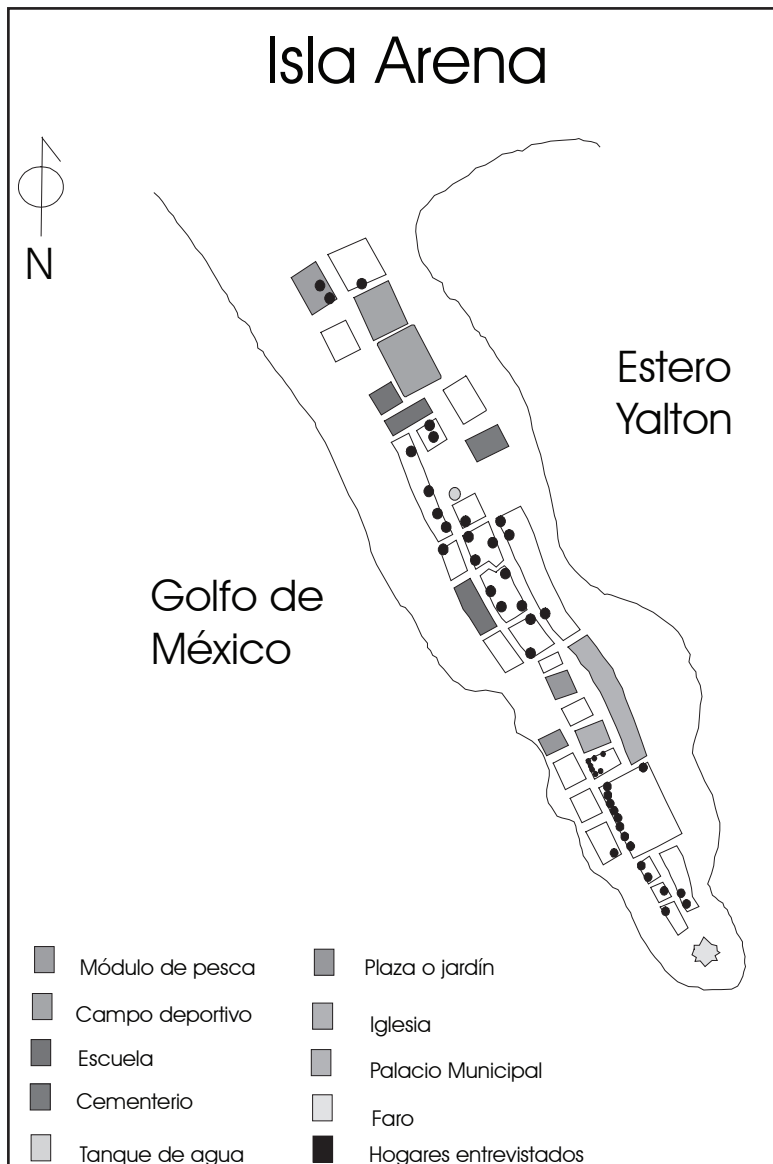 Isla Arena
N
Estero
Yalton
Golfo de
México
Módulo de pesca
Campo deportivo
Escuela
Cementerio
Tanque de agua
Plaza o jardín
Iglesia
Palacio Municipal
Faro
Hogares entrevistados